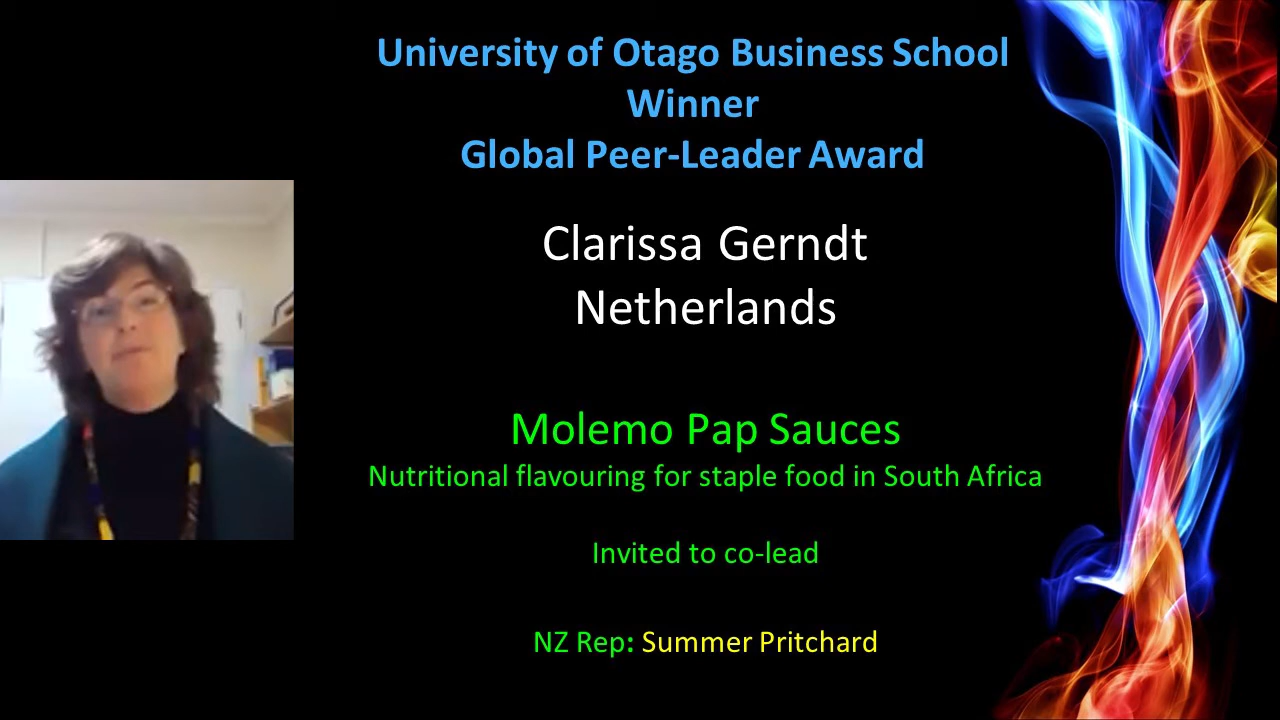 University of Otago Business School
Winner
Global Peer-Leader Award
Clarissa Gerndt
Netherlands
Molemo Pap Sauces
Nutritional flavouring for staple food in South Africa
Invited to co-lead
NZ Rep: Summer Pritchard